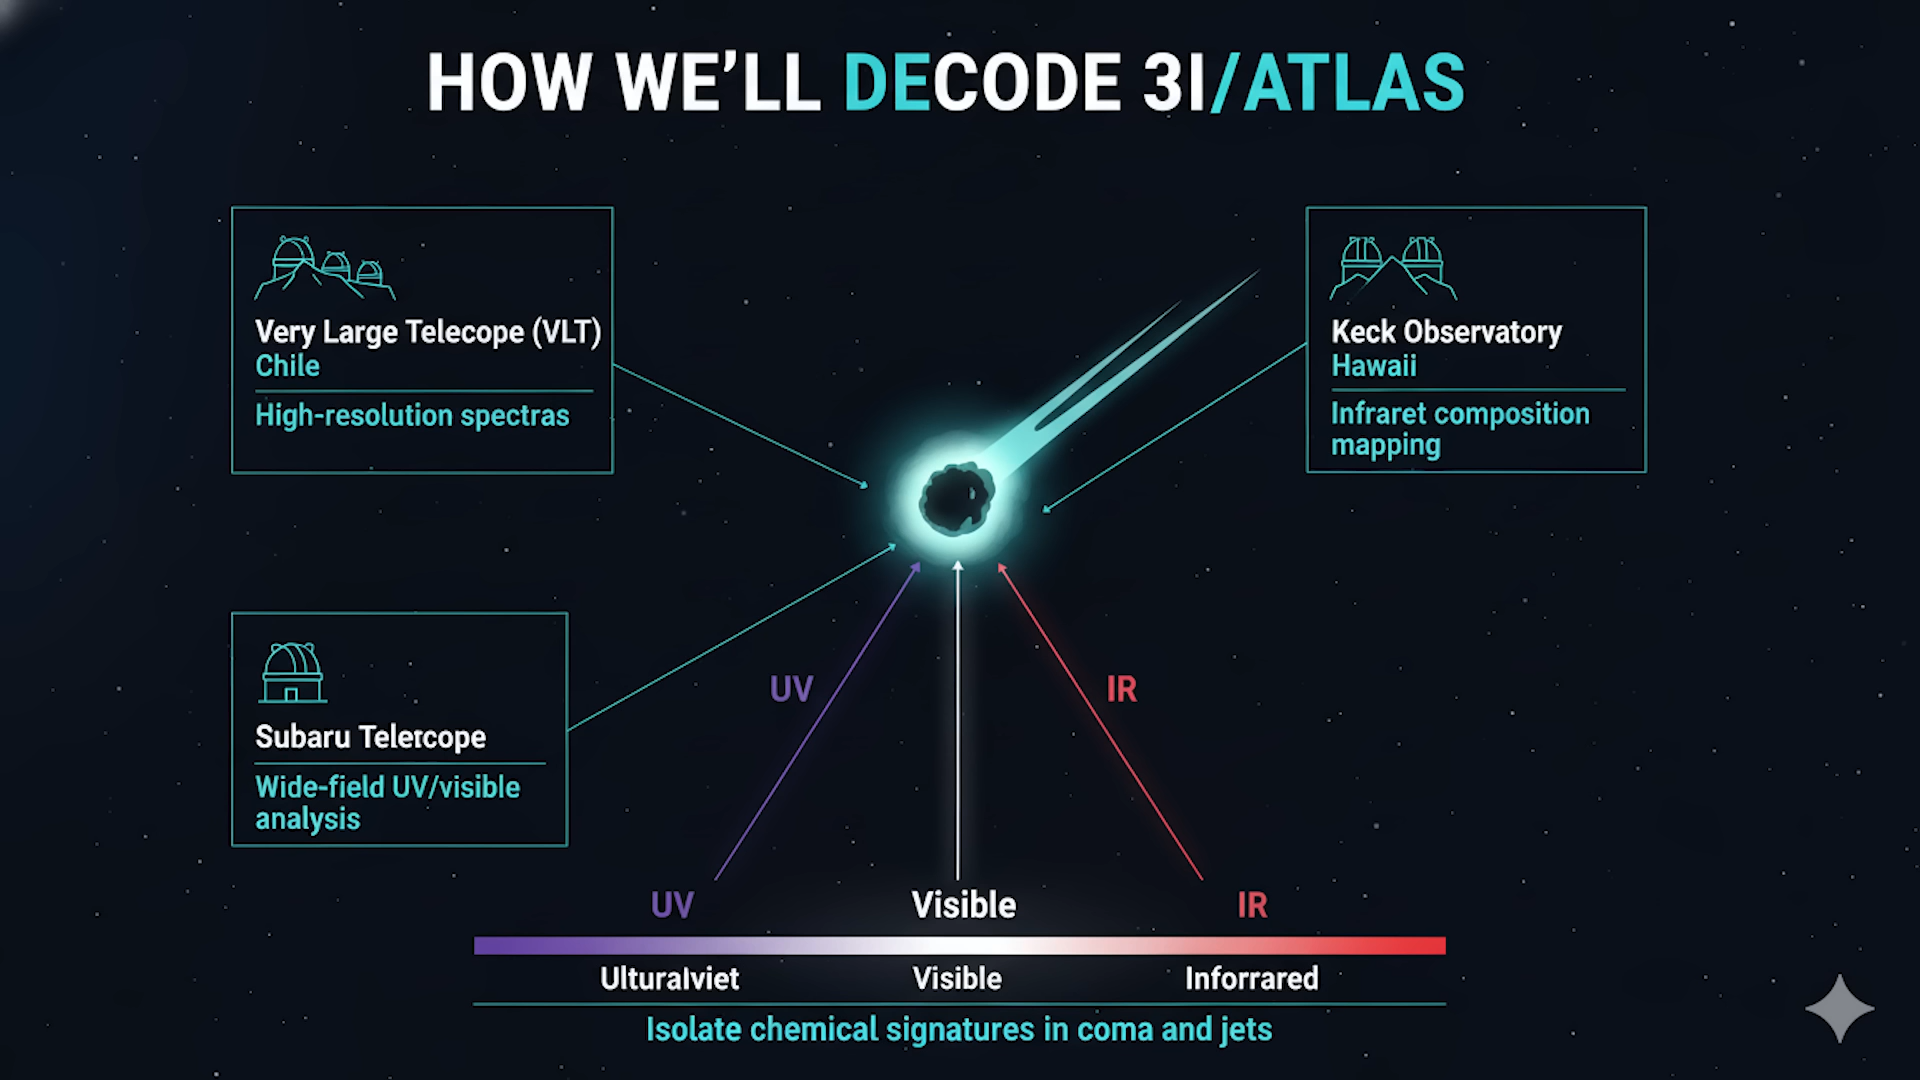 HOW WE'LL DECODE 3I/ATLAS
Very Large Telecope (VLT)
Chile
High-resolution spectras
Keck Observatory
Hawaii
Infraret composition
mapping
Subaru Telercope
Wide-field UV/visible
analysis
UV
IR
UV
Visible
IR
Ulturalviet
Visible
Inforrared
Isolate chemical signatures in coma and jets